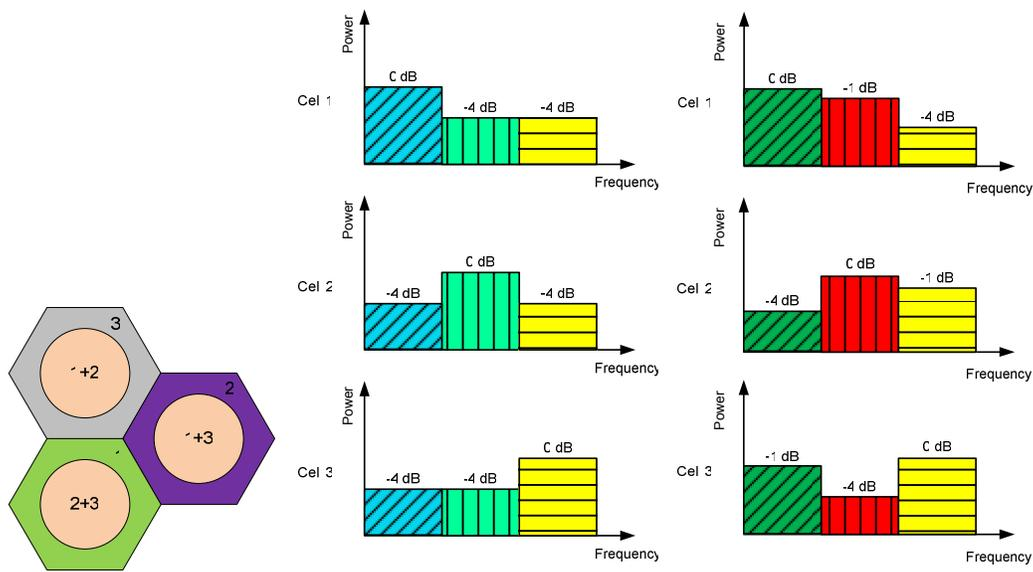 3
+2
2
+3
2+3
Power
C dB
-4 dB
-4 dB
Cel 1
Frequency
Power
-4 dB
C dB
-4 dB
Cel 2
Frequency
Power
-4 dB
-4 dB
C dB
Cel 3
Frequency
Power
C dB
-1 dB
-4 dB
Cel 1
Frequency
Power
-4 dB
C dB
-1 dB
Cel 2
Frequency
Power
-1 dB
-4 dB
C dB
Cel 3
Frequency